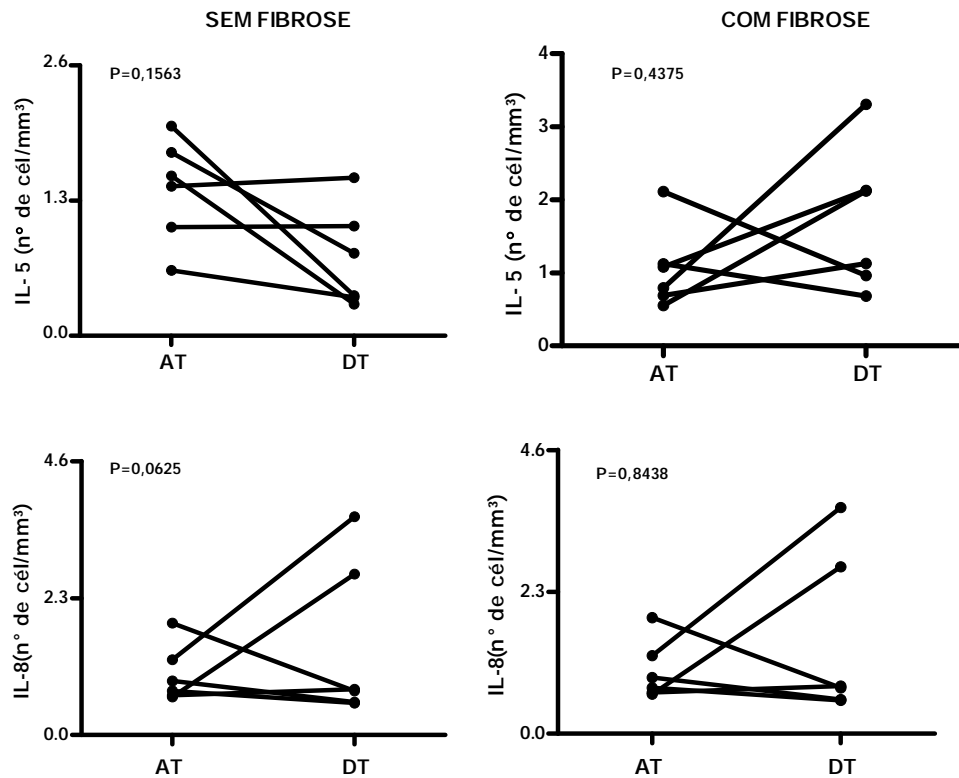 SEM FIBROSE
COM FIBROSE
P=0,1563
IL- 5 (n° de cél/mm³)
2.6
1.3
0.0
AT
DT
P=0,4375
IL- 5 (n° de cél/mm³)
4
3
2
1
0
AT
DT
P=0,0625
IL-8(n° de cél/mm³)
4.6
2.3
0.0
AT
DT
P=0,8438
IL-8(n° de cél/mm³)
4.6
2.3
0.0
AT
DT